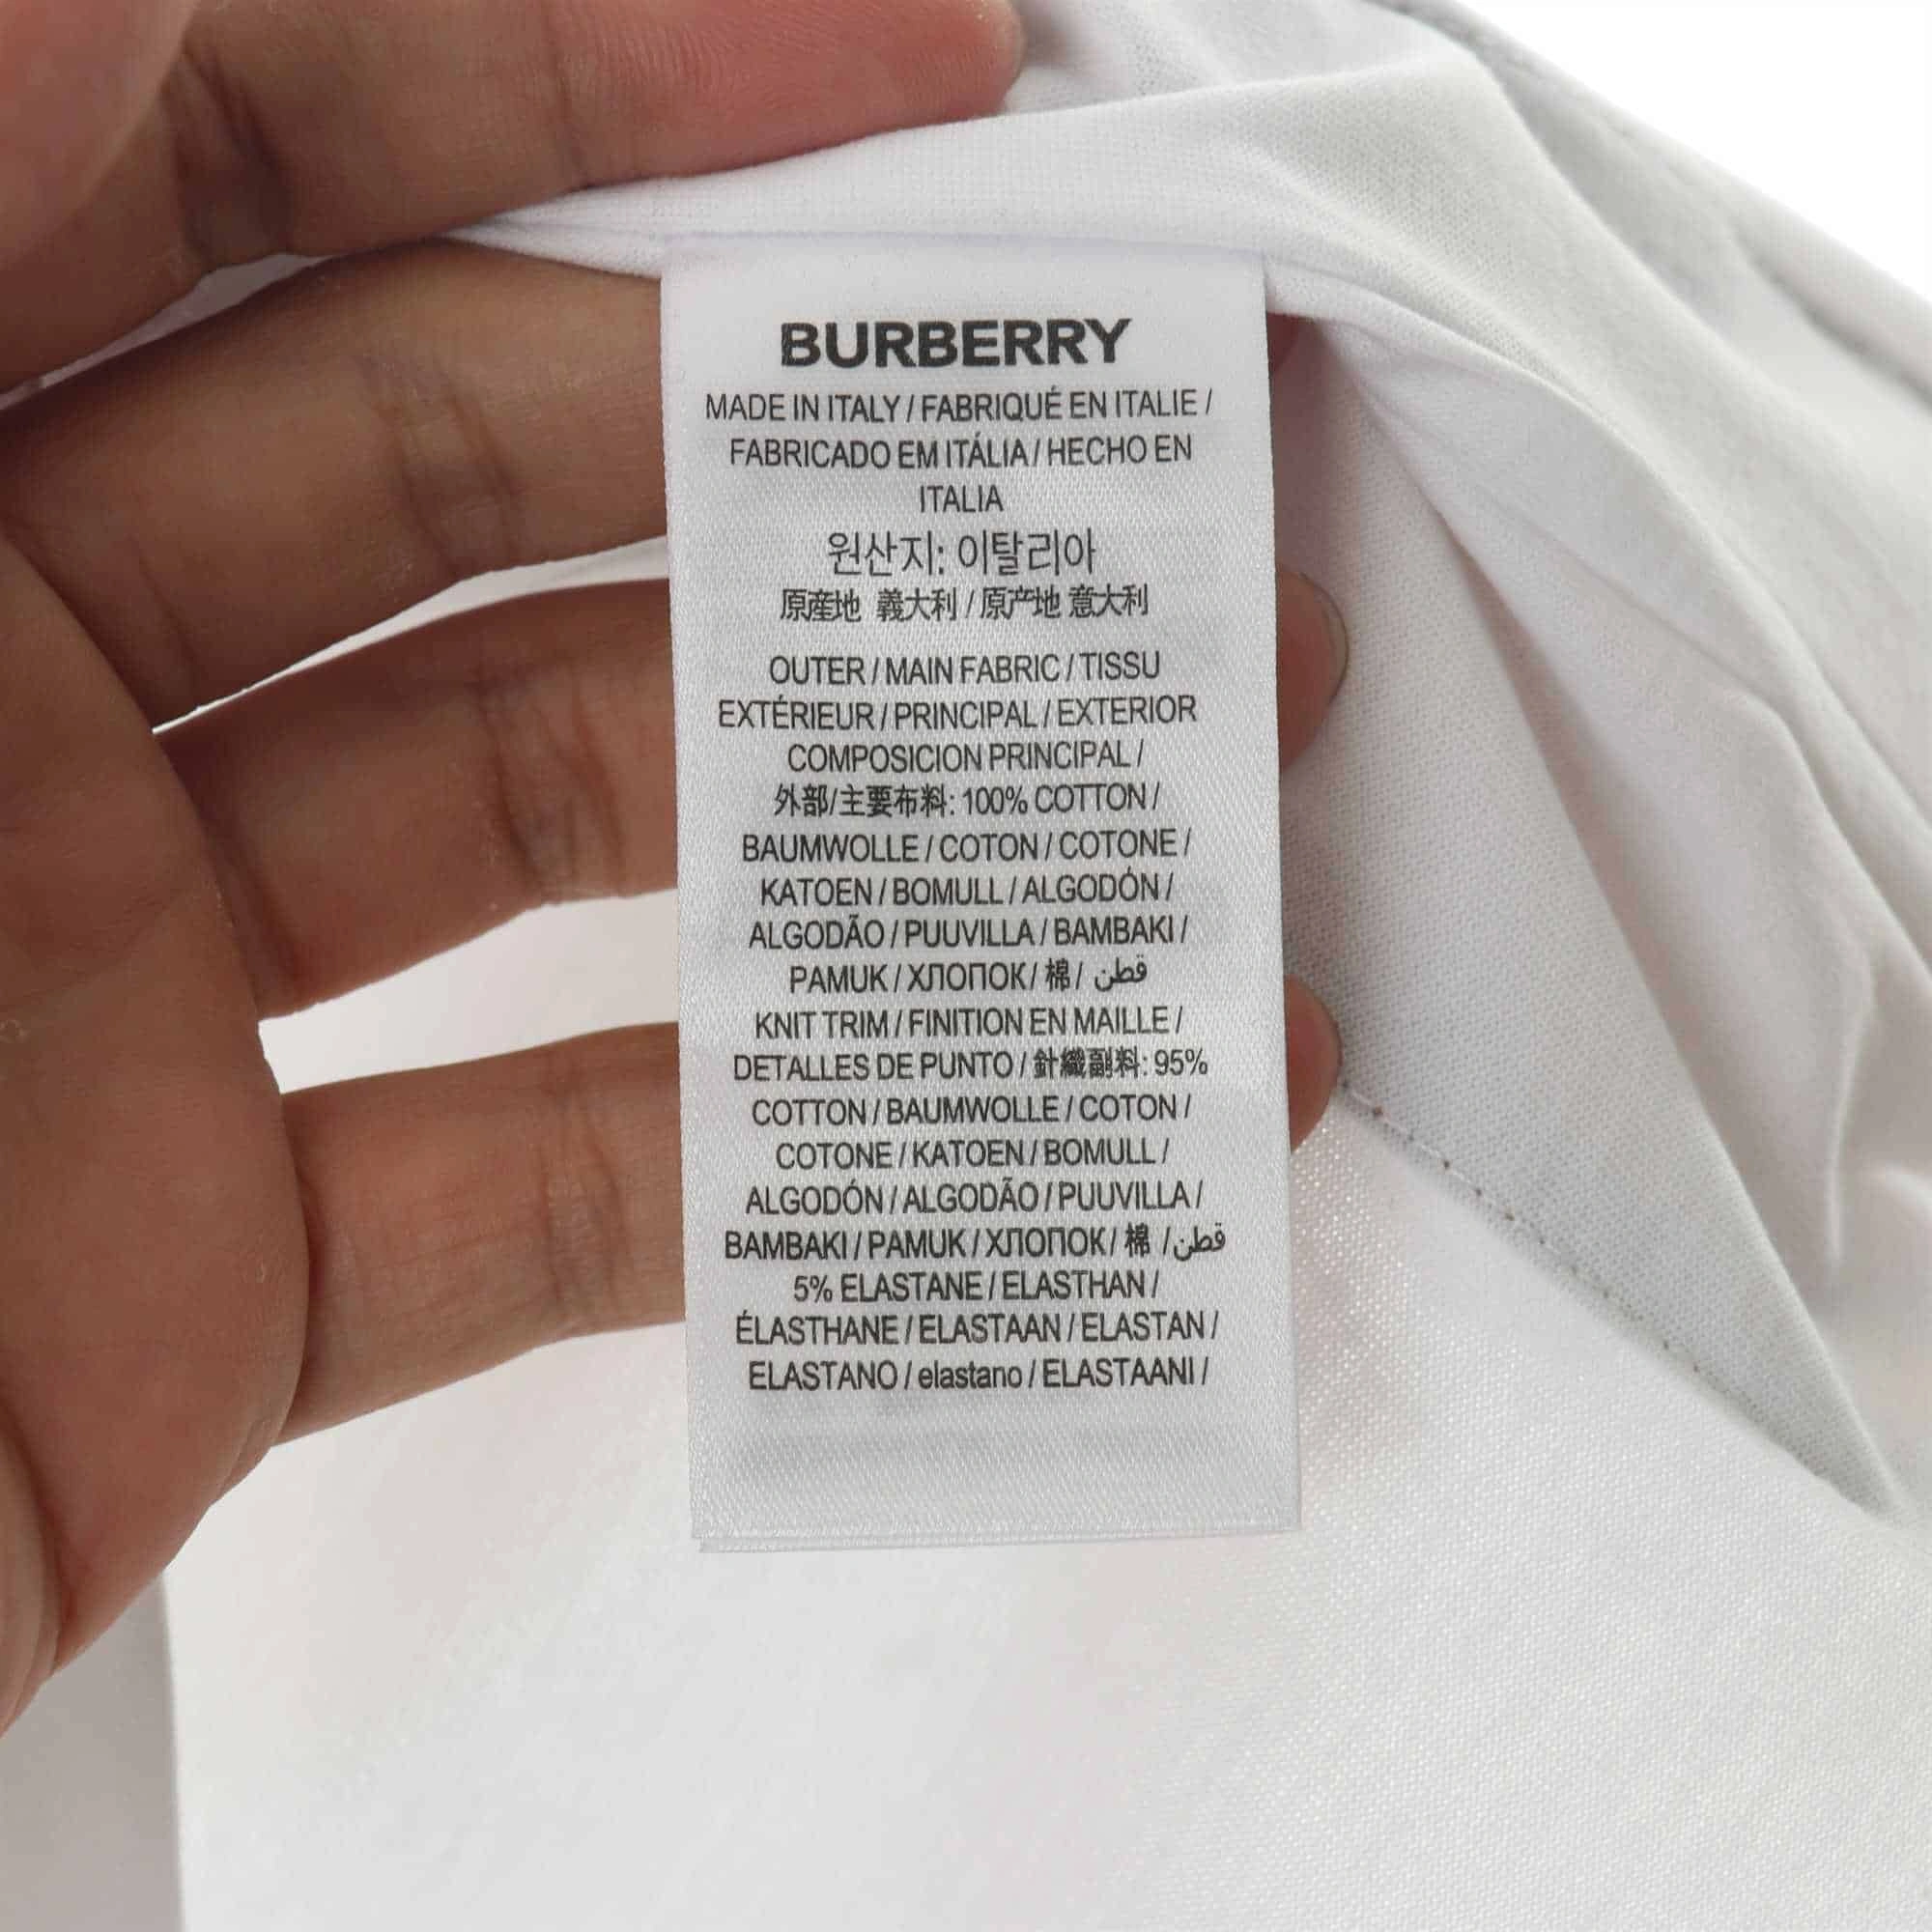 BURBERRY
MADE IN ITALY / FABRIQUÉ EN ITALIE /
FABRICADO EM ITÁLIA / HECHO EN
ITALIA
원산지: 이탈리아
原産地 義大利 / 原产地 意大利
OUTER / MAIN FABRIC / TISSU
EXTÉRIEUR / PRINCIPAL / EXTERIOR
COMPOSICION PRINCIPAL /
外部/主要布料: 100% COTTON /
BAUMWOLLE / COTON / COTONE /
KATOEN / BOMULL / ALGODÓN /
ALGODÃO / PUUVILLA / BAMBAKI /
PAMUK / ХЛОПОК / 棉 / قطن
KNIT TRIM / FINITION EN MAILLE /
DETALLES DE PUNTO / 針織副料: 95%
COTTON / BAUMWOLLE / COTON /
COTONE / KATOEN / BOMULL /
ALGODÓN / ALGODÃO / PUUVILLA /
BAMBAKI / PAMUK / ХЛОПОК / 棉 / قطن
5% ELASTANE / ELASTHAN /
ÉLASTHANE / ELASTAAN / ELASTAN /
ELASTANO / elastano / ELASTAANI /